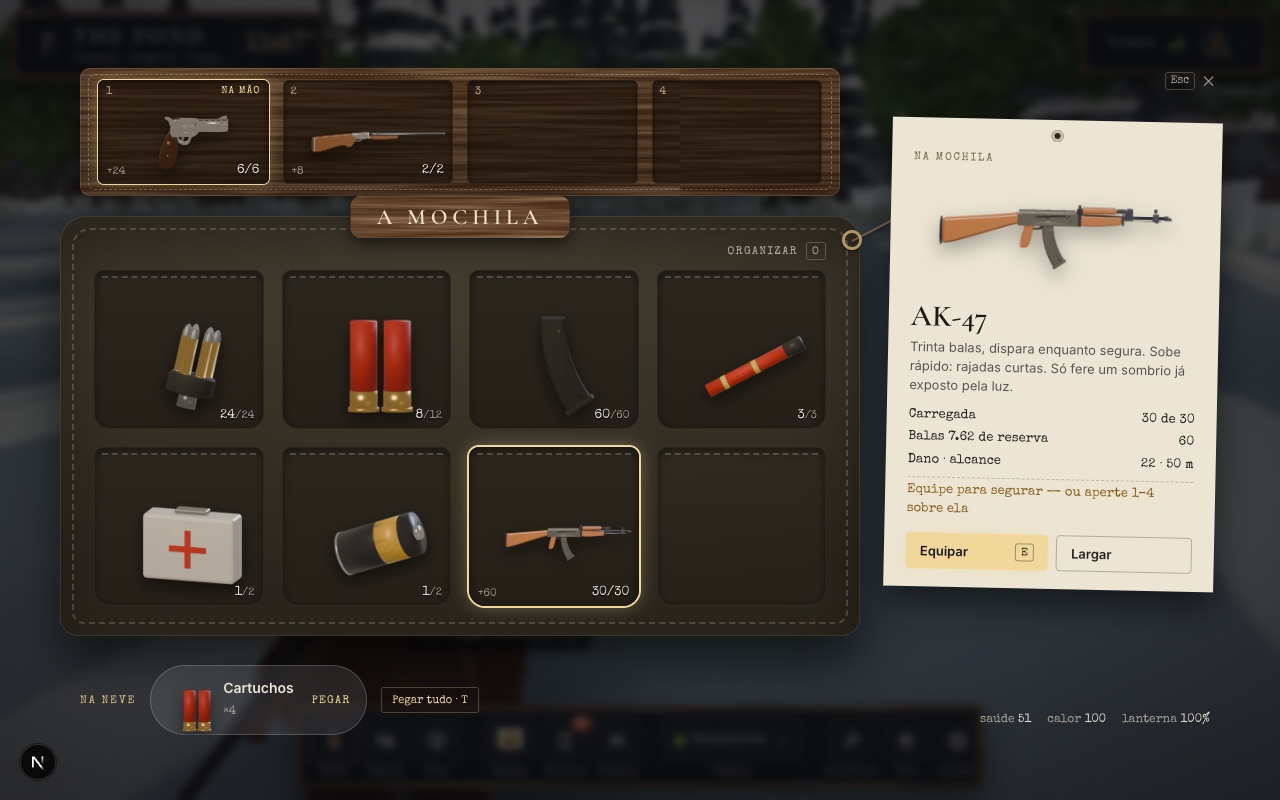 THE POND
Esc
1
NA MÃO
+24
6/6
2
+8
2/2
3
4
A MOCHILA
ORGANIZAR O
24/24
8/12
60/60
3/3
1/2
1/2
+60
30/30
NA MOCHILA
AK-47
Trinta balas, dispara enquanto segura. Sobe
rápido: rajadas curtas. Só fere um sombrio já
exposto pela luz.
Carregada 30 de 30
Balas 7.62 de reserva 60
Dano · alcance 22 · 50 m
Equipe para segurar — ou aperte 1–4
sobre ela
Equipar E
Largar
NA NEVE
Cartuchos
×4
PEGAR
Pegar tudo · T
saúde 51 calor 100 lanterna 100%
N